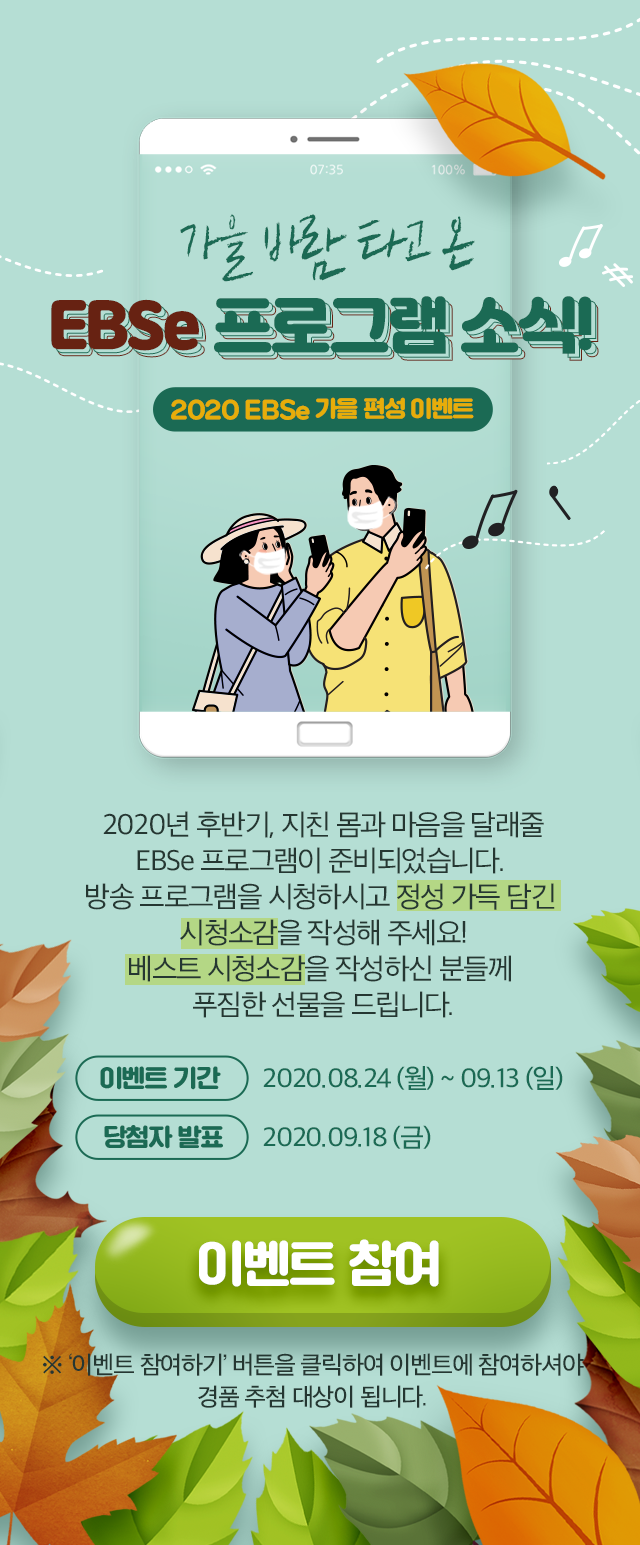 07:35 100%
가을 바람 타고 온
EBSe 프로그램 소식!
2020 EBSe 가을 편성 이벤트
2020년 후반기, 지친 몸과 마음을 달래줄
EBSe 프로그램이 준비되었습니다.
방송 프로그램을 시청하시고 정성 가득 담긴
시청소감을 작성해 주세요!
베스트 시청소감을 작성하신 분들께
푸짐한 선물을 드립니다.
이벤트 기간 2020.08.24 (월) ~ 09.13 (일)
당첨자 발표 2020.09.18 (금)
이벤트 참여
※ ‘이벤트 참여하기’ 버튼을 클릭하여 이벤트에 참여하셔야
경품 추첨 대상이 됩니다.